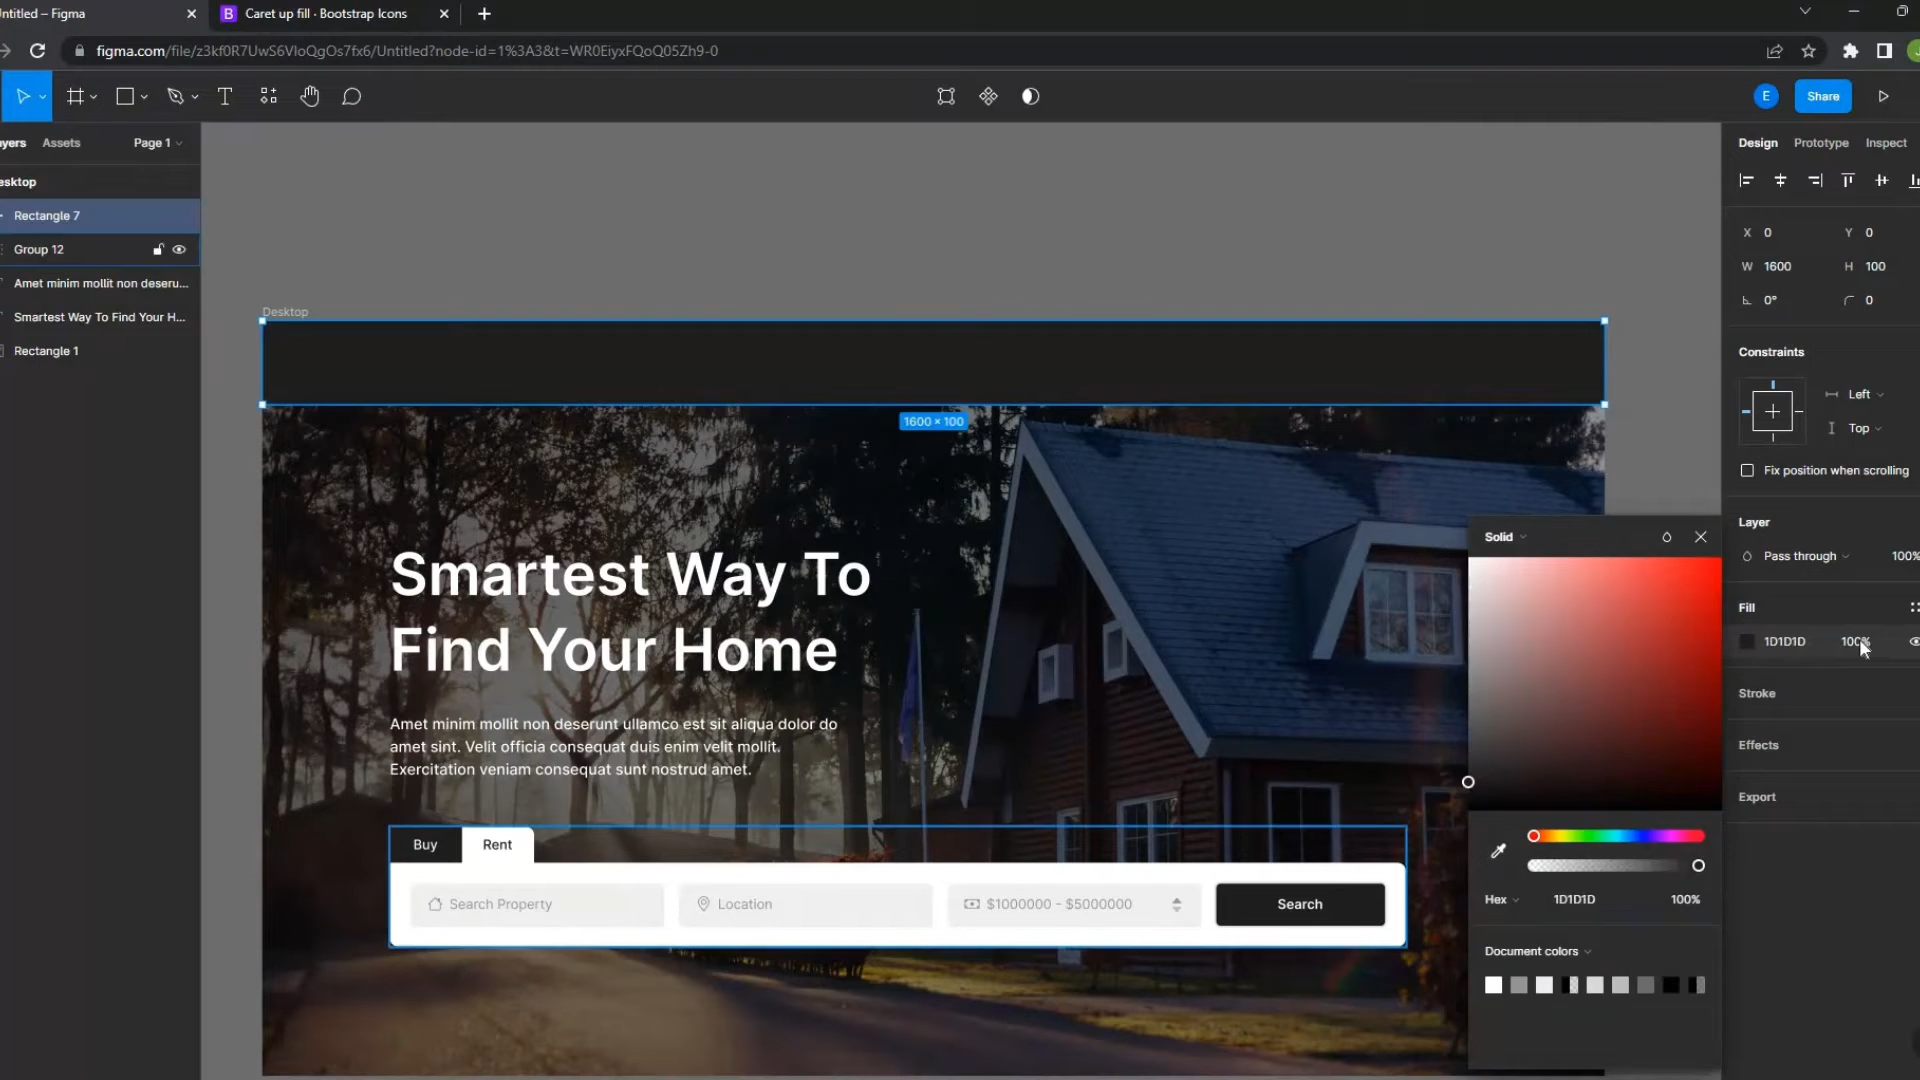 ntitled – Figma
B Caret up fill · Bootstrap Icons
figma.com/file/z3kf0R7UwS6VIoQgOs7fx6/Untitled?node-id=1%3A3&t=WR0EiyxFQoQ05Zh9-0
E
Share
ayers Assets Page 1
Design Prototype Inspect
esktop
Rectangle 7
Group 12
Amet minim mollit non deseru...
Smartest Way To Find Your H...
Rectangle 1
X 0 Y 0
W 1600 H 100
0° 0
Constraints
Left
Top
Fix position when scrolling
Layer
Pass through 100%
Fill
1D1D1D 100%
Stroke
Effects
Export
Desktop
1600 × 100
Smartest Way To
Find Your Home
Amet minim mollit non deserunt ullamco est sit aliqua dolor do
amet sint. Velit officia consequat duis enim velit mollit.
Exercitation veniam consequat sunt nostrud amet.
Buy Rent
Search Property Location $1000000 - $5000000 Search
Solid
Hex 1D1D1D 100%
Document colors